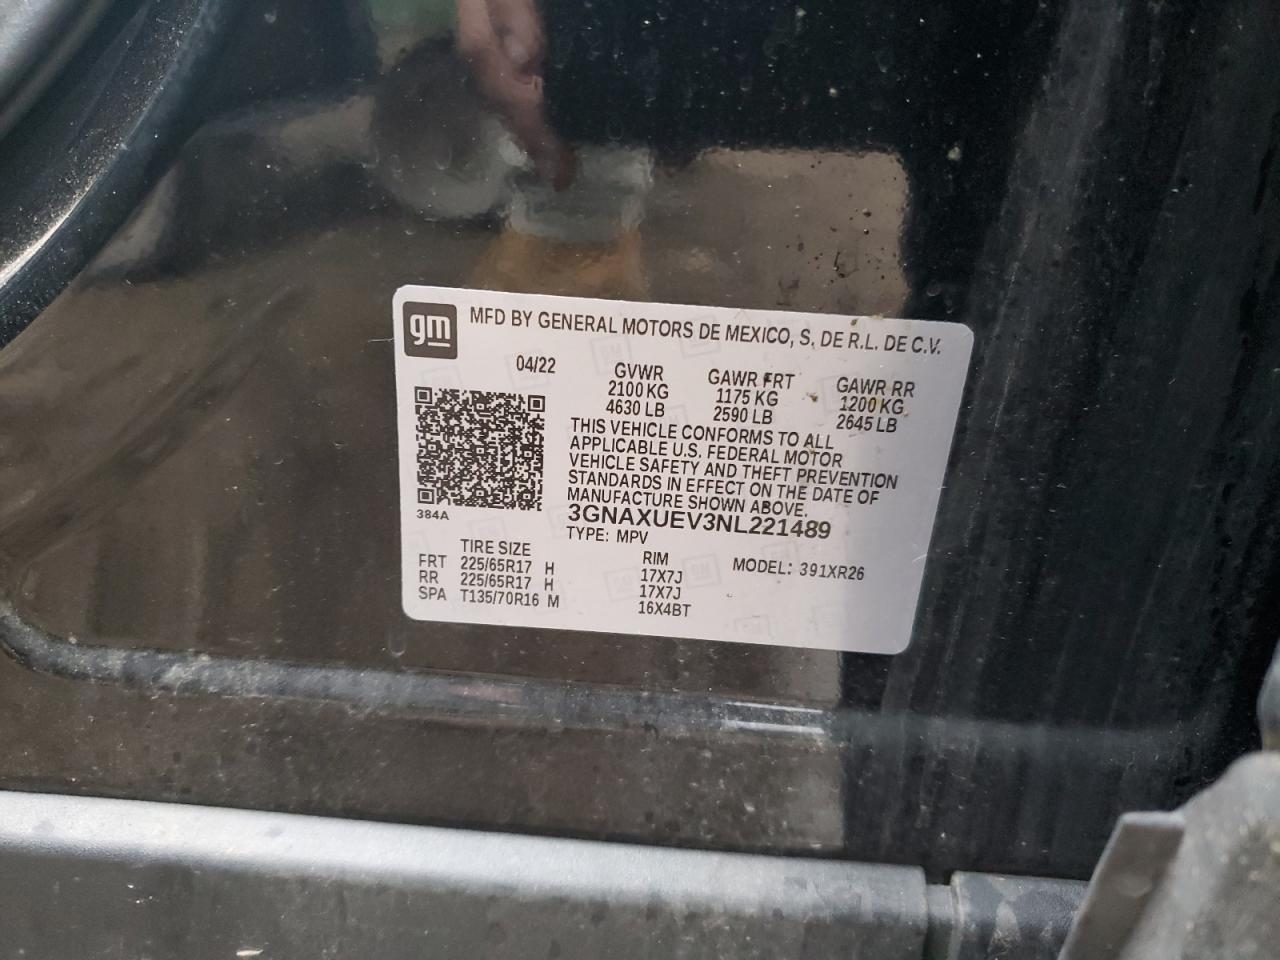 gm
MFD BY GENERAL MOTORS DE MEXICO, S. DE R.L. DE C.V.
04/22 GVWR GAWR FRT GAWR RR
2100 KG 1175 KG 1200 KG
4630 LB 2590 LB 2645 LB
THIS VEHICLE CONFORMS TO ALL
APPLICABLE U.S. FEDERAL MOTOR
VEHICLE SAFETY AND THEFT PREVENTION
STANDARDS IN EFFECT ON THE DATE OF
MANUFACTURE SHOWN ABOVE.
384A
3GNAXUEV3NL221489
TYPE: MPV
TIRE SIZE RIM MODEL: 391XR26
FRT 225/65R17 H 17X7J
RR 225/65R17 H 17X7J
SPA T135/70R16 M 16X4BT